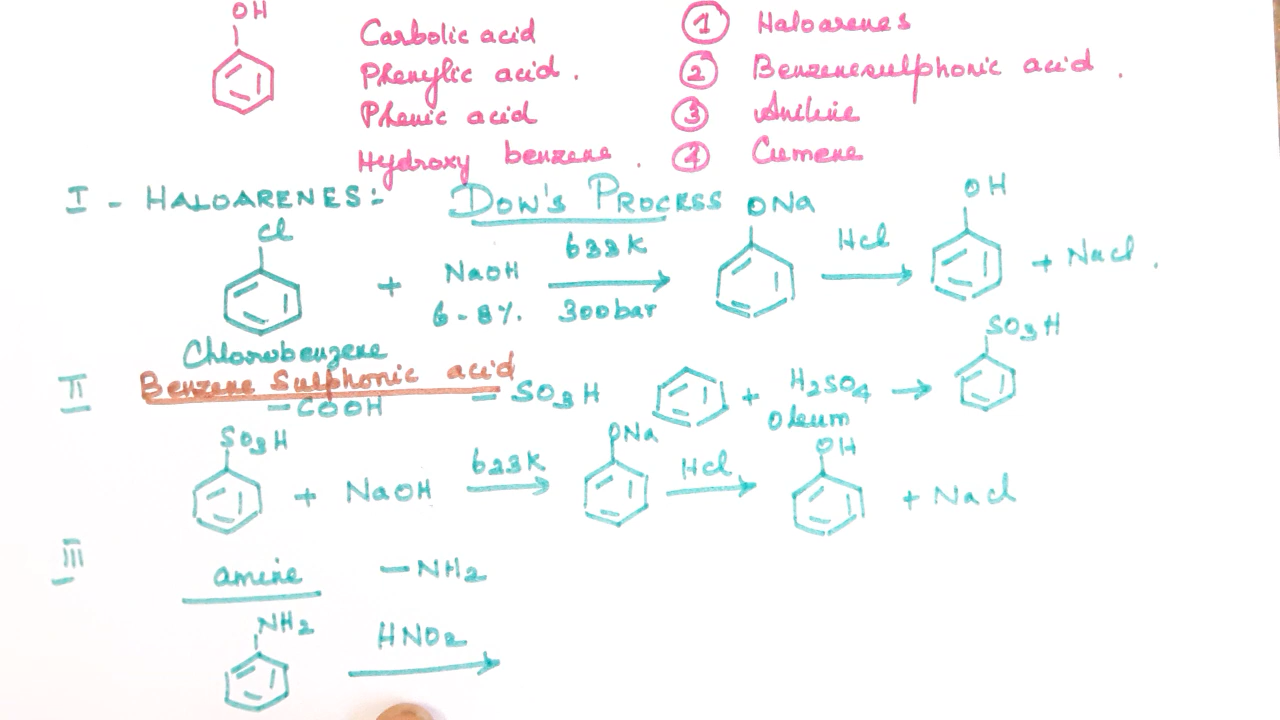 OH
Carbolic acid
Phenylic acid.
Phenic acid
Hydroxy benzene.
1 Haloarenes
2 Benzenesulphonic acid.
3 Aniline
4 Cumene
I - HALOARENES:- DOW'S PROCESS
Cl + NaOH 633K ONa HCl OH + NaCl.
6-8% 300bar
Chlorobenzene
II Benzene Sulphonic acid
-COOH -SO3H + H2SO4 → SO3H
Oleum
SO3H + NaOH 623K ONa HCl OH + NaCl
III
amine -NH2
NH2 HNO2